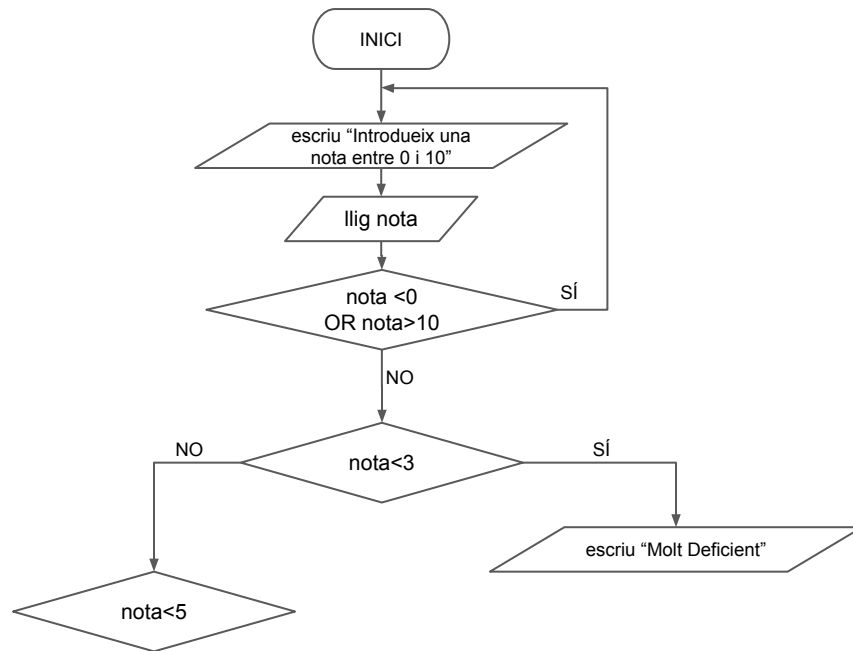 INICI
escriu “Introdueix una
nota entre 0 i 10”
llig nota
nota <0
OR nota>10
SÍ
NO
NO
nota<3
SÍ
escriu “Molt Deficient”
nota<5